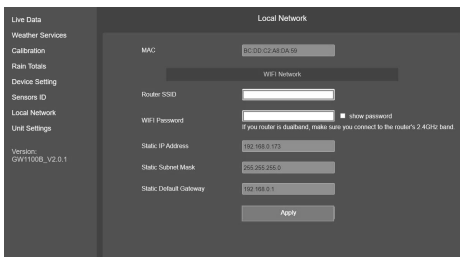 Live Data
Weather Services
Calibration
Rain Totals
Device Setting
Sensors ID
Local Network
Unit Settings
Version:
GW1100B_V2.0.1
Local Network
MAC
BC:DD:C2:A8:DA:59
WIFI Network
Router SSID
WIFI Password
show password
If you router is dualband, make sure you connect to the router's 2.4GHz band.
Static IP Address
192.168.0.173
Static Subnet Mask
255.255.255.0
Static Default Gateway
192.168.0.1
Apply